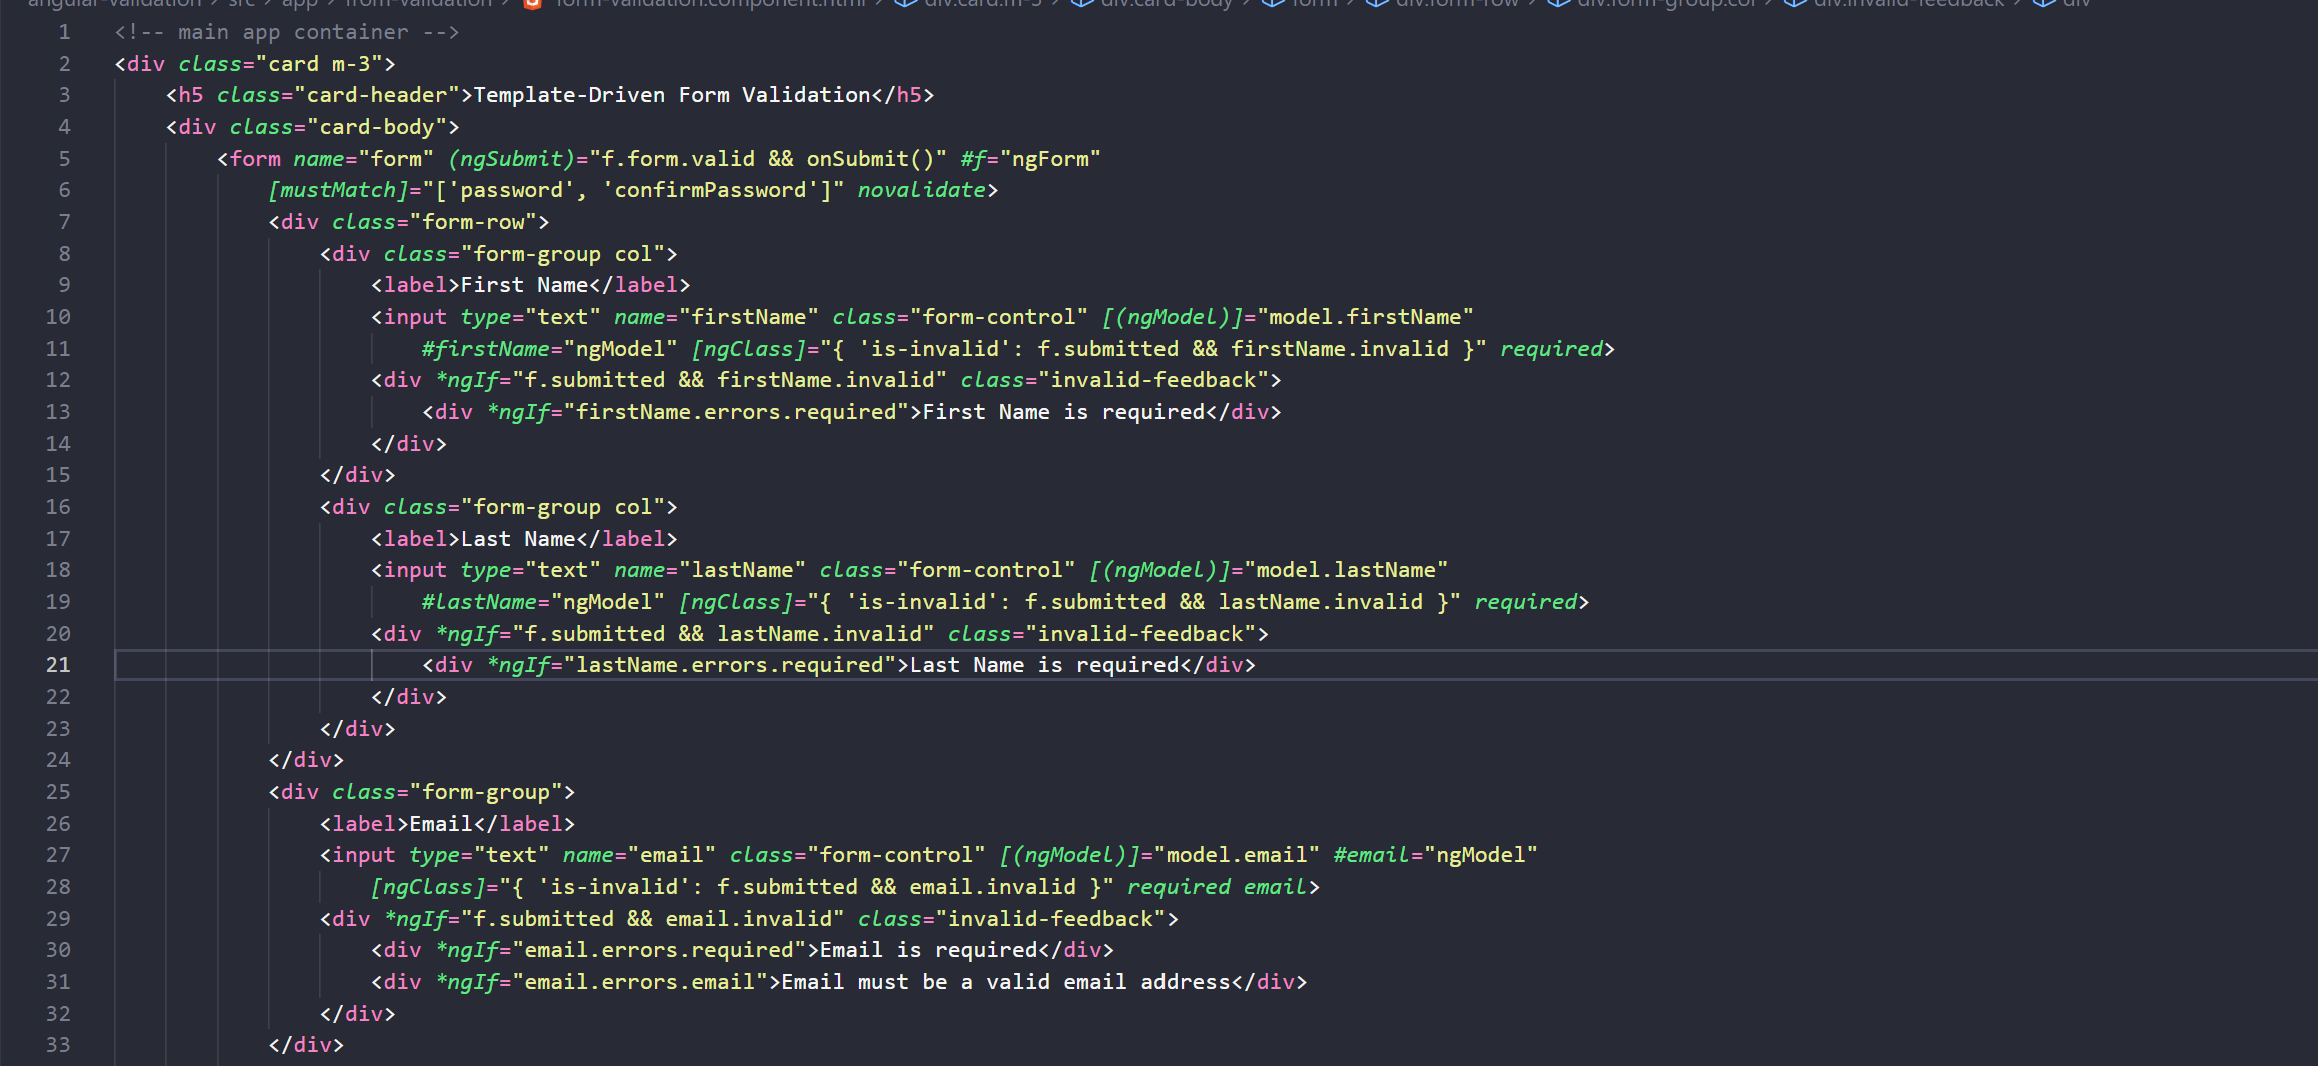 angular-validation > src > app > from-validation > form-validation.component.html > div.card.m-3 > div.card-body > form > div.form-row > div.form-group.col > div.invalid-feedback > div
1 <!-- main app container -->
2 <div class="card m-3">
3 <h5 class="card-header">Template-Driven Form Validation</h5>
4 <div class="card-body">
5 <form name="form" (ngSubmit)="f.form.valid && onSubmit()" #f="ngForm"
6 [mustMatch]="['password', 'confirmPassword']" novalidate>
7 <div class="form-row">
8 <div class="form-group col">
9 <label>First Name</label>
10 <input type="text" name="firstName" class="form-control" [(ngModel)]="model.firstName"
11 #firstName="ngModel" [ngClass]="{ 'is-invalid': f.submitted && firstName.invalid }" required>
12 <div *ngIf="f.submitted && firstName.invalid" class="invalid-feedback">
13 <div *ngIf="firstName.errors.required">First Name is required</div>
14 </div>
15 </div>
16 <div class="form-group col">
17 <label>Last Name</label>
18 <input type="text" name="lastName" class="form-control" [(ngModel)]="model.lastName"
19 #lastName="ngModel" [ngClass]="{ 'is-invalid': f.submitted && lastName.invalid }" required>
20 <div *ngIf="f.submitted && lastName.invalid" class="invalid-feedback">
21 <div *ngIf="lastName.errors.required">Last Name is required</div>
22 </div>
23 </div>
24 </div>
25 <div class="form-group">
26 <label>Email</label>
27 <input type="text" name="email" class="form-control" [(ngModel)]="model.email" #email="ngModel"
28 [ngClass]="{ 'is-invalid': f.submitted && email.invalid }" required email>
29 <div *ngIf="f.submitted && email.invalid" class="invalid-feedback">
30 <div *ngIf="email.errors.required">Email is required</div>
31 <div *ngIf="email.errors.email">Email must be a valid email address</div>
32 </div>
33 </div>